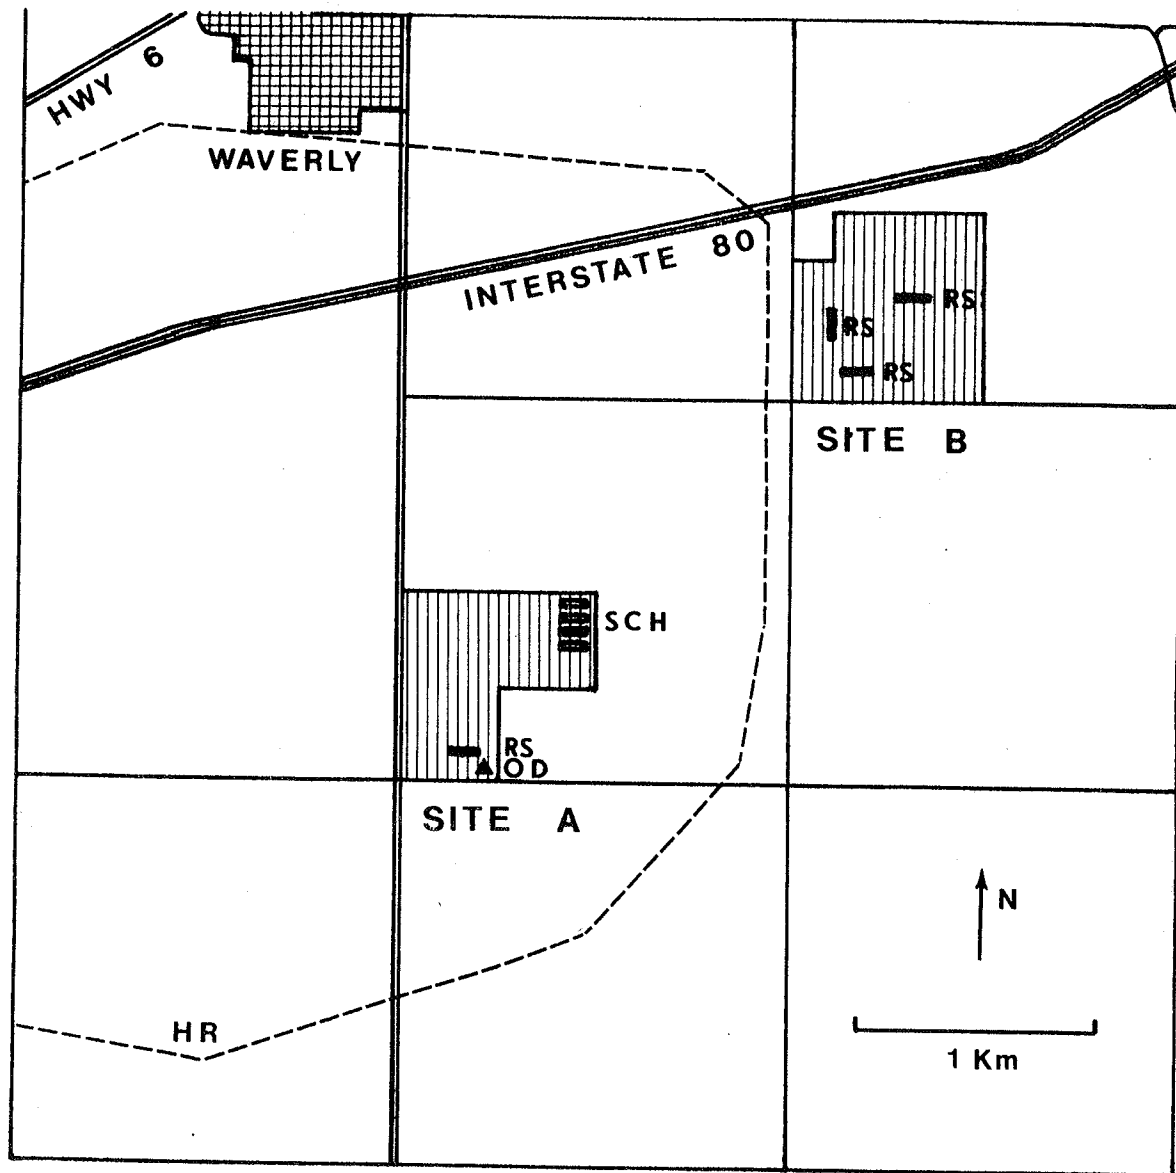 HWY 6
WAVERLY
INTERSTATE 80
RS
RS
RS
SITE B
SCH
RS
OD
SITE A
N
HR
1 Km